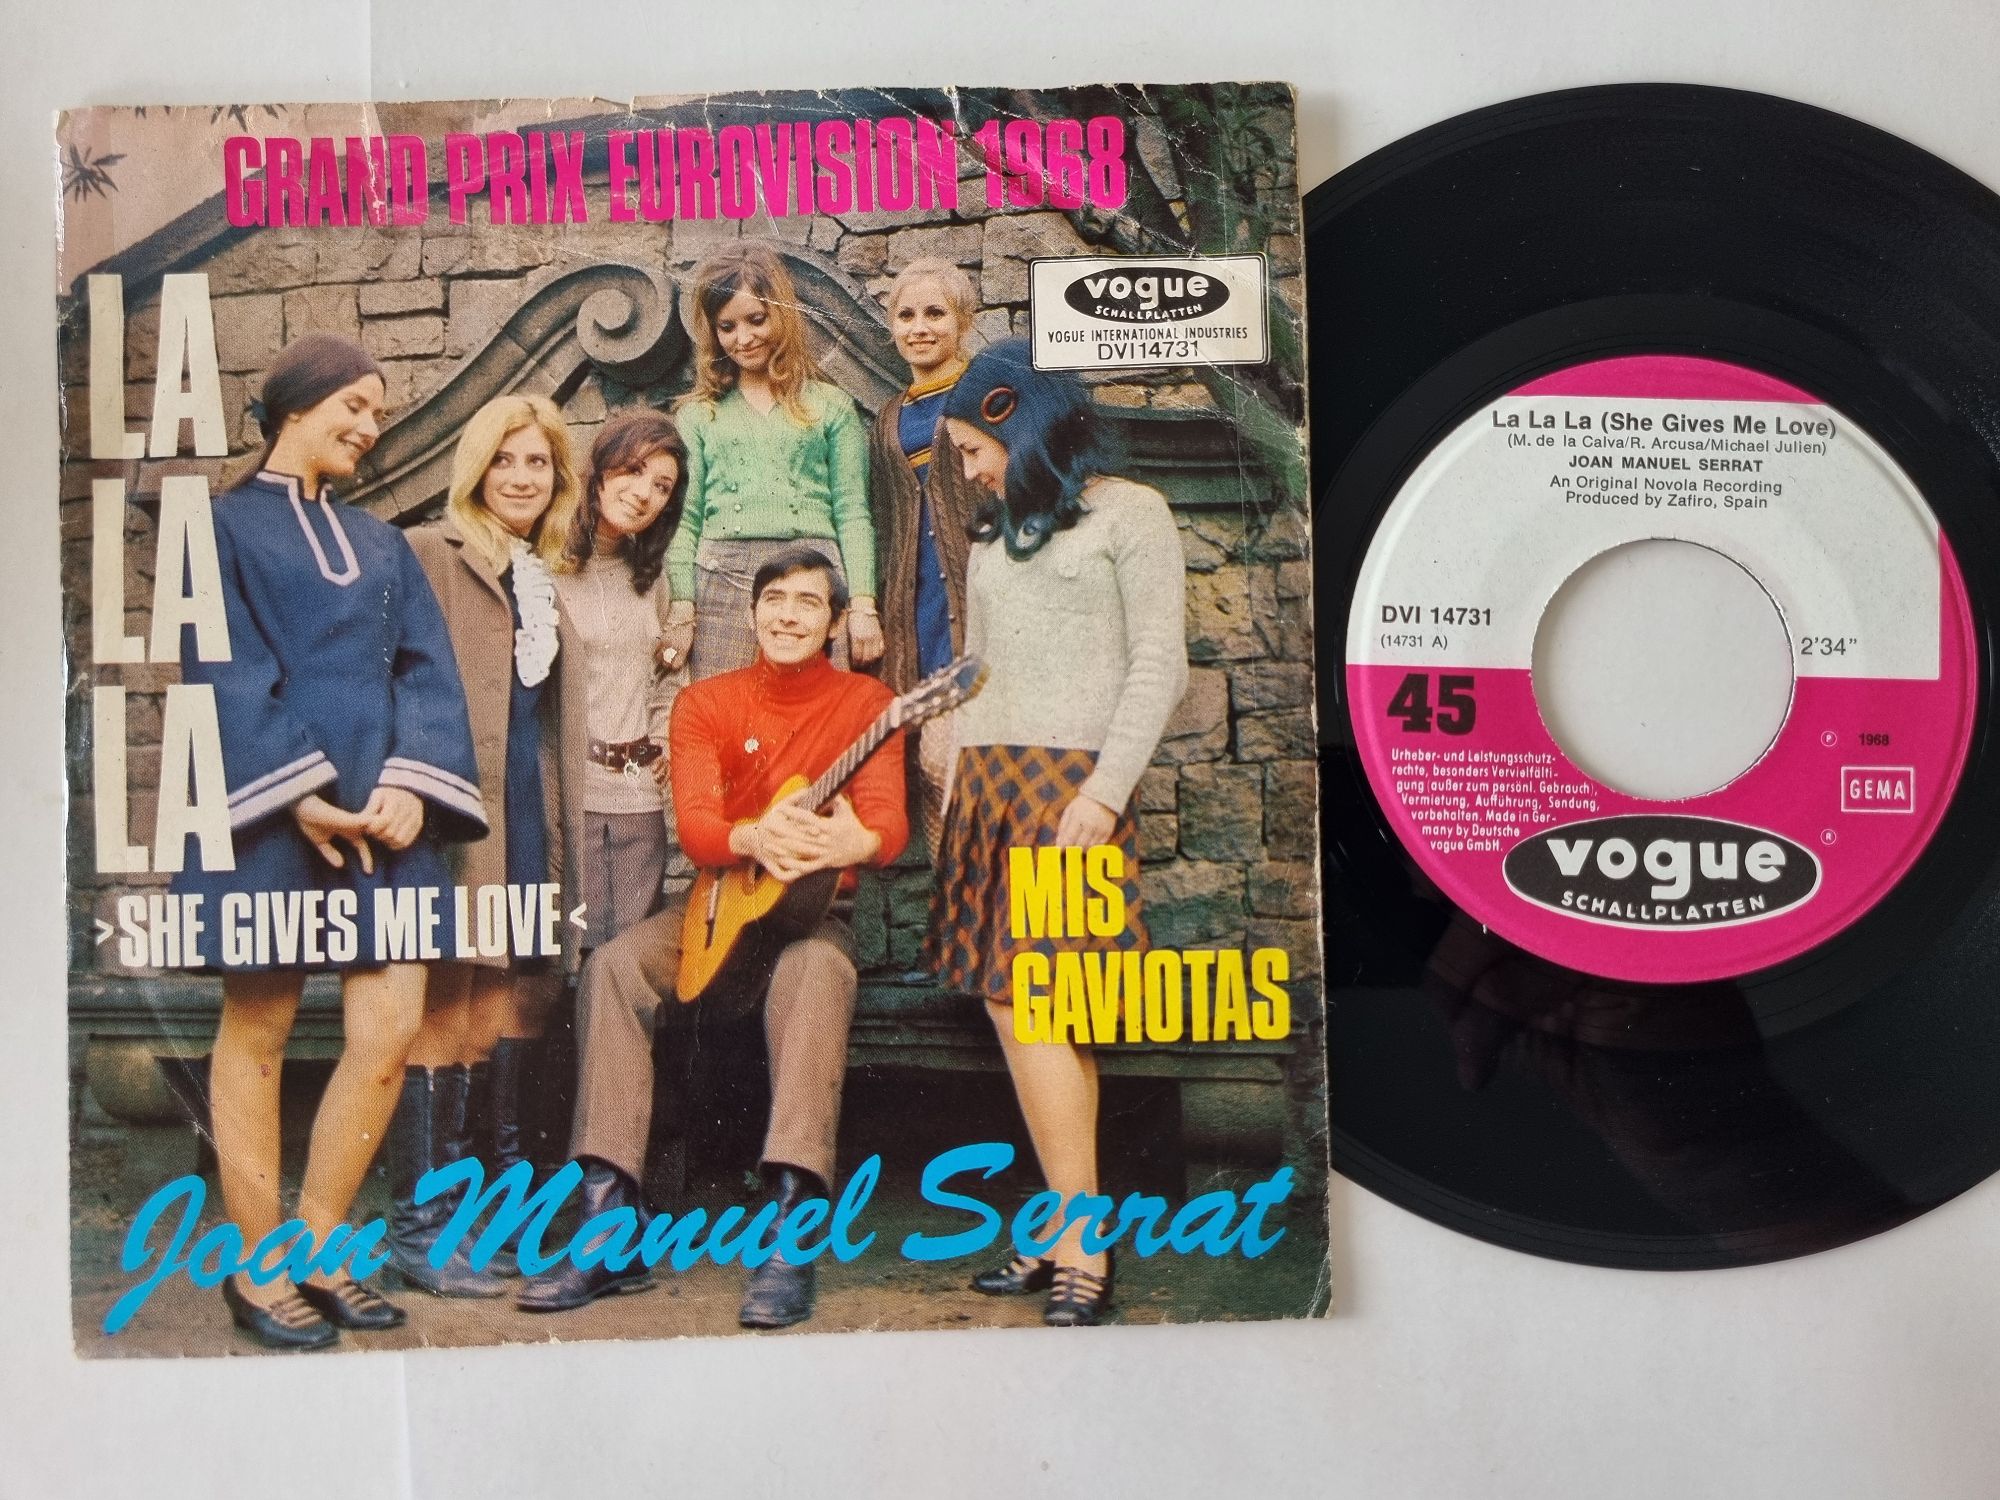 GRAND PRIX EUROVISION 1968
LA
LA
LA
>SHE GIVES ME LOVE<
vogue
SCHALLPLATTEN
VOGUE INTERNATIONAL INDUSTRIES
DVI14731
MIS
GAVIOTAS
Joan Manuel Serrat
La La La (She Gives Me Love)
(M. de la Calva/R. Arcusa/Michael Julien)
JOAN MANUEL SERRAT
An Original Novola Recording
Produced by Zafiro, Spain
DVI 14731
(14731 A)
2'34"
45
Ⓟ 1968
GEMA
Urheber- und Leistungsschutz-
rechte, besonders Vervielfälti-
gung (außer zum persönl. Gebrauch),
Vermietung, Aufführung, Sendung,
vorbehalten. Made in Ger-
many by Deutsche
vogue GmbH.
®
vogue
SCHALLPLATTEN